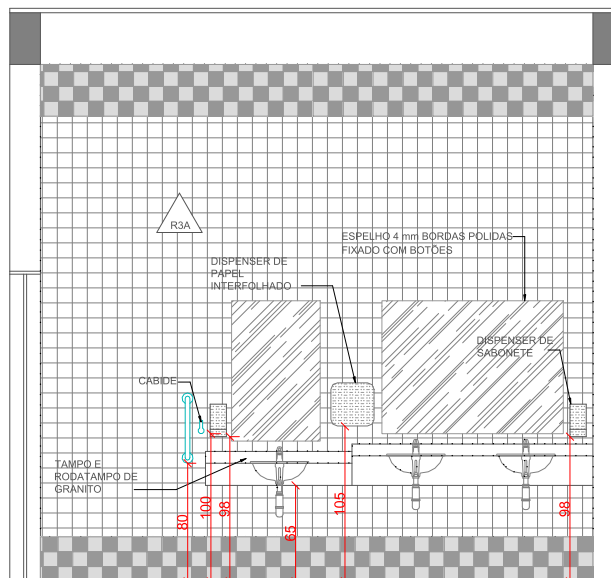 R3A
ESPELHO 4 mm BORDAS POLIDAS
FIXADO COM BOTÕES
DISPENSER DE
PAPEL
INTERFOLHADO
DISPENSER DE
SABONETE
CABIDE
TAMPO E
RODATAMPO DE
GRANITO
80
100
98
65
105
98